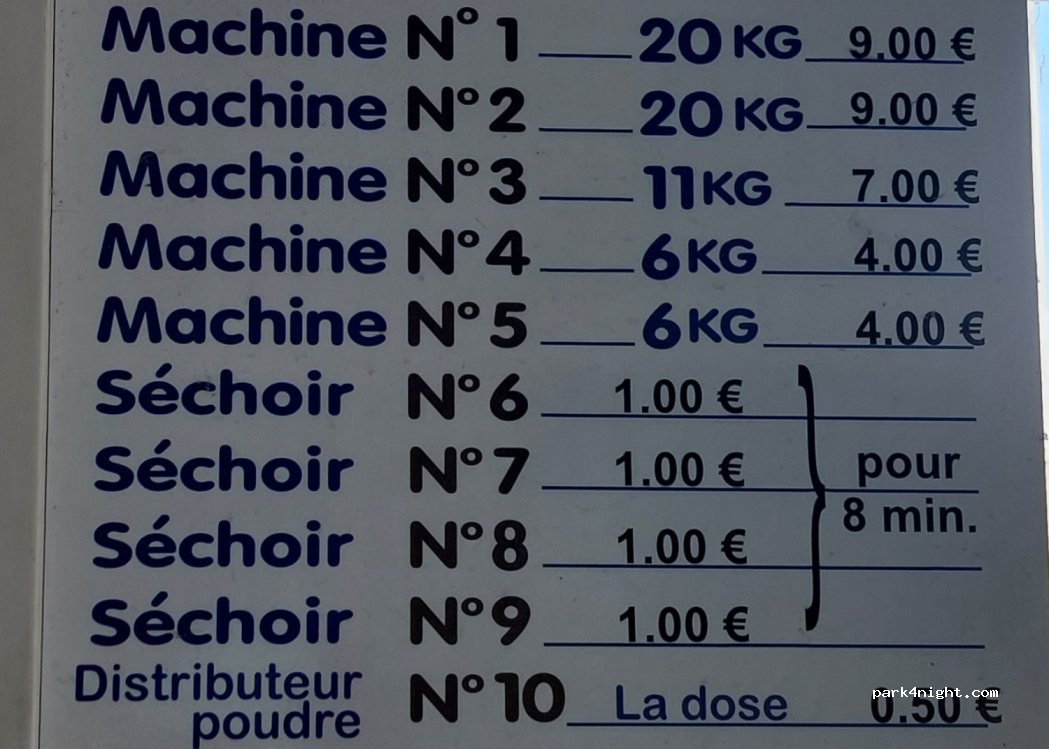 Machine N° 1 20 KG 9.00 €
Machine N° 2 20 KG 9.00 €
Machine N° 3 11 KG 7.00 €
Machine N° 4 6 KG 4.00 €
Machine N° 5 6 KG 4.00 €
Séchoir N° 6 1.00 €
Séchoir N° 7 1.00 € pour
8 min.
Séchoir N° 8 1.00 €
Séchoir N° 9 1.00 €
Distributeur
poudre N° 10 La dose 0.50 €
park4night.com